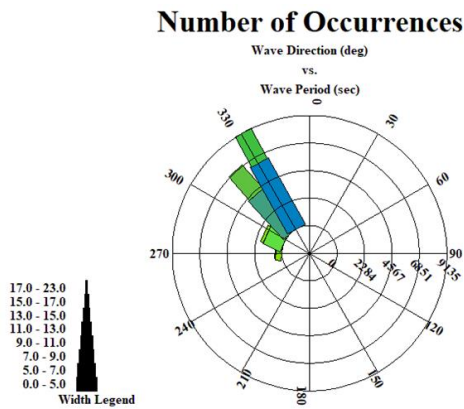 Number of Occurrences
Wave Direction (deg)
vs.
Wave Period (sec)
0
30
60
90
120
150
180
210
240
270
300
330
0
2284
4567
6851
9135
17.0 - 23.0
15.0 - 17.0
13.0 - 15.0
11.0 - 13.0
9.0 - 11.0
7.0 - 9.0
5.0 - 7.0
0.0 - 5.0
Width Legend